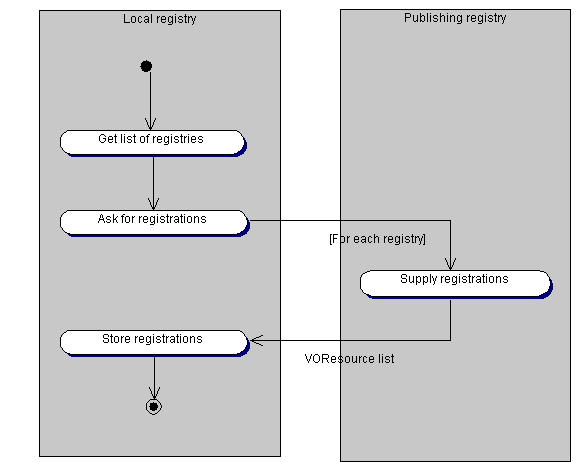 Local registry
Publishing registry
Get list of registries
Ask for registrations
[For each registry]
Supply registrations
Store registrations
VOResource list